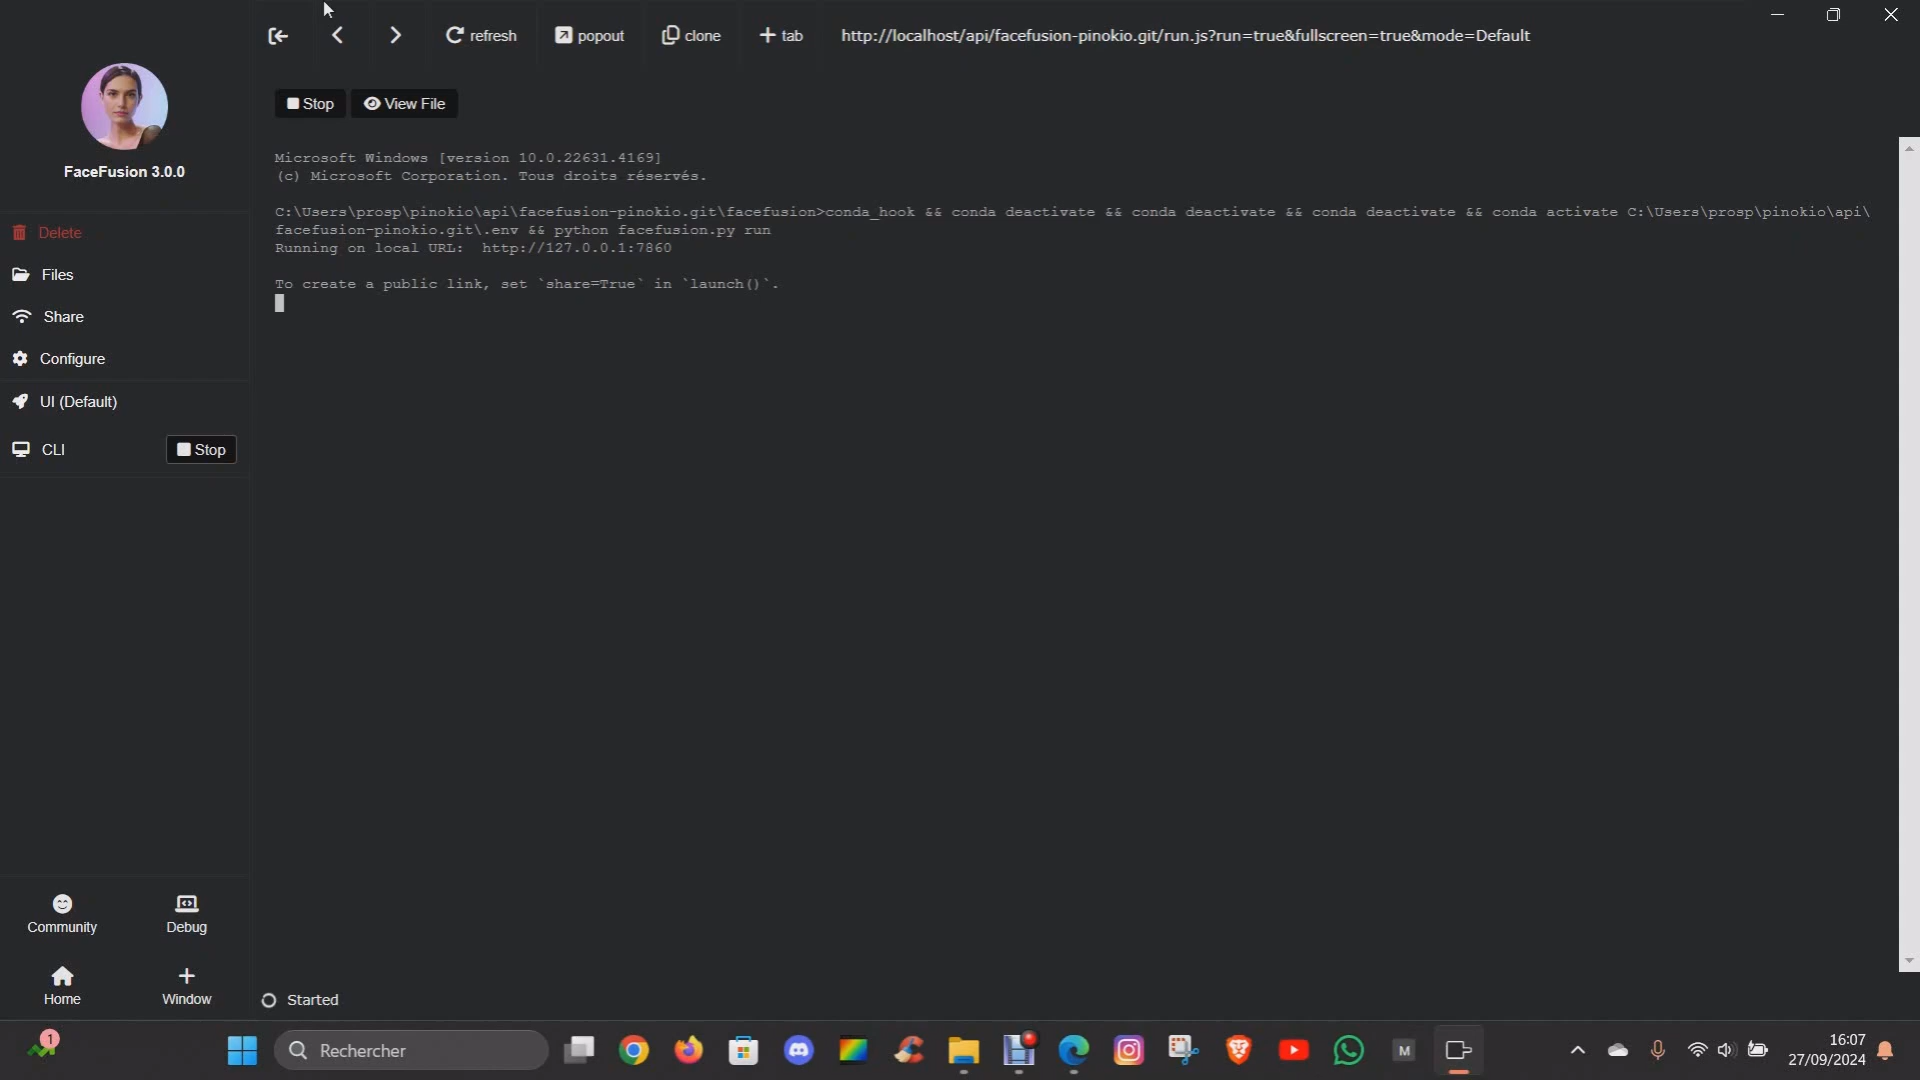 refresh
popout
clone
tab
http://localhost/api/facefusion-pinokio.git/run.js?run=true&fullscreen=true&mode=Default
FaceFusion 3.0.0
Stop
View File
Microsoft Windows [version 10.0.22631.4169]
(c) Microsoft Corporation. Tous droits réservés.
C:\Users\prosp\pinokio\api\facefusion-pinokio.git\facefusion>conda_hook && conda deactivate && conda deactivate && conda deactivate && conda activate C:\Users\prosp\pinokio\api\
facefusion-pinokio.git\.env && python facefusion.py run
Running on local URL:  http://127.0.0.1:7860
To create a public link, set `share=True` in `launch()`.
Delete
Files
Share
Configure
UI (Default)
CLI
Stop
Community
Debug
Home
Window
Started
1
Rechercher
M
16:07
27/09/2024